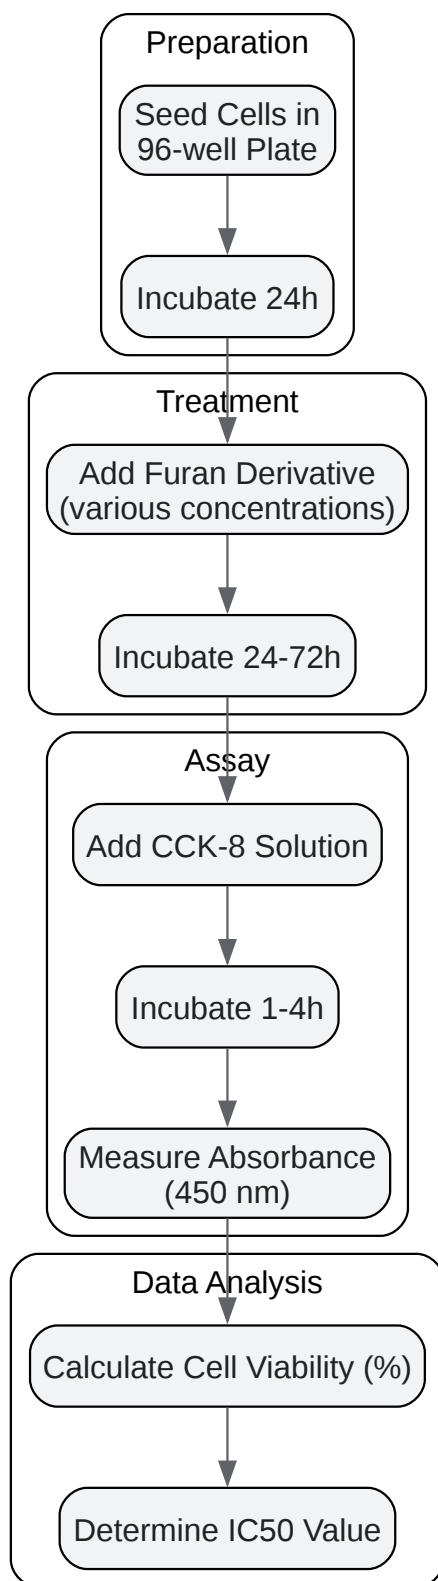 Preparation
Seed Cells in
96-well Plate
Incubate 24h
Treatment
Add Furan Derivative
(various concentrations)
Incubate 24-72h
Assay
Add CCK-8 Solution
Incubate 1-4h
Measure Absorbance
(450 nm)
Data Analysis
Calculate Cell Viability (%)
Determine IC50 Value